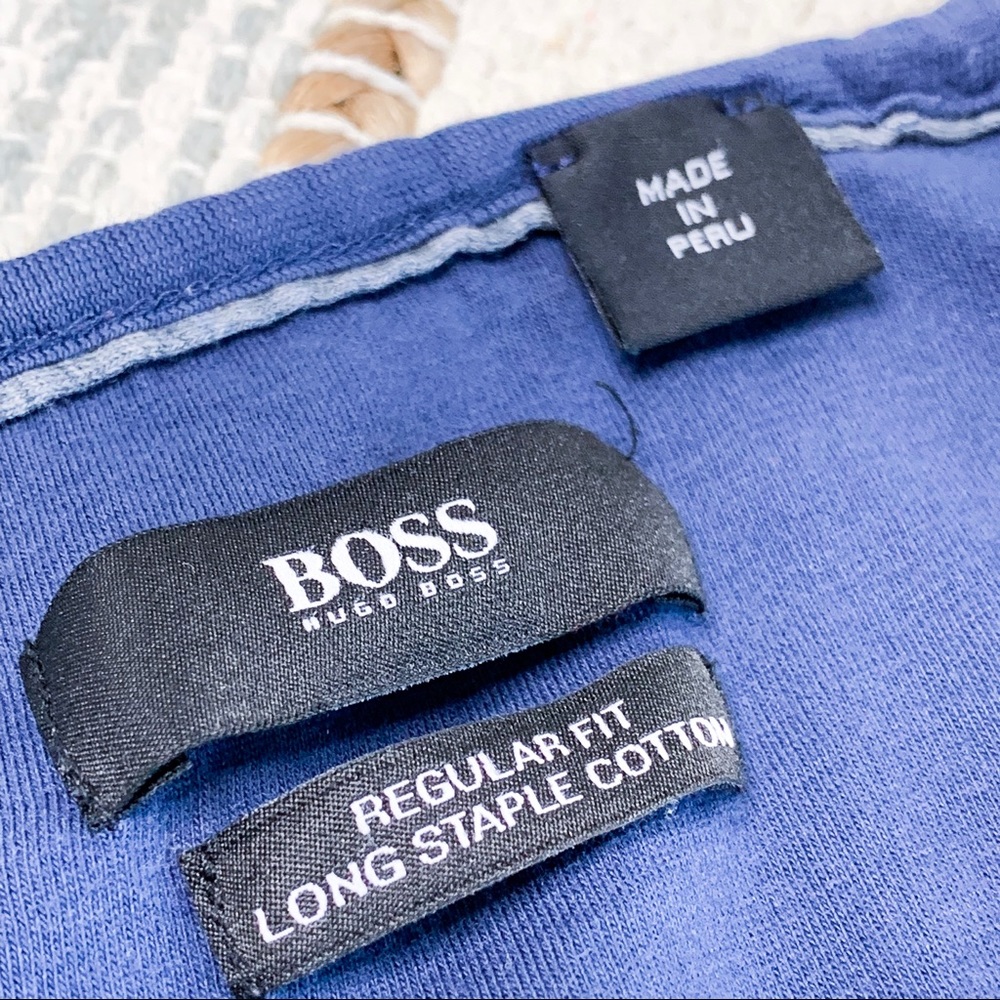 MADE
IN
PERU
BOSS
HUGO BOSS
REGULAR FIT
LONG STAPLE COTTON